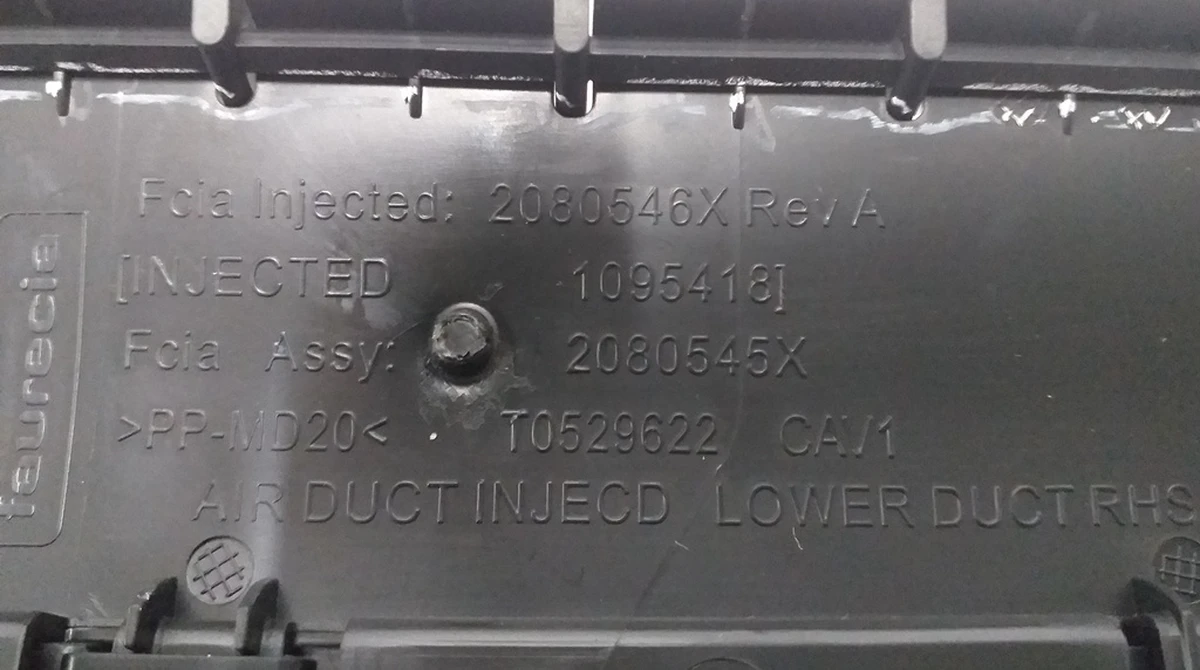 faurecia
Fcia Injected: 2080546X Rev A
[INJECTED 1095418]
Fcia Assy: 2080545X
>PP-MD20< T0529622 CAV1
AIR DUCT INJECD LOWER DUCT RHS